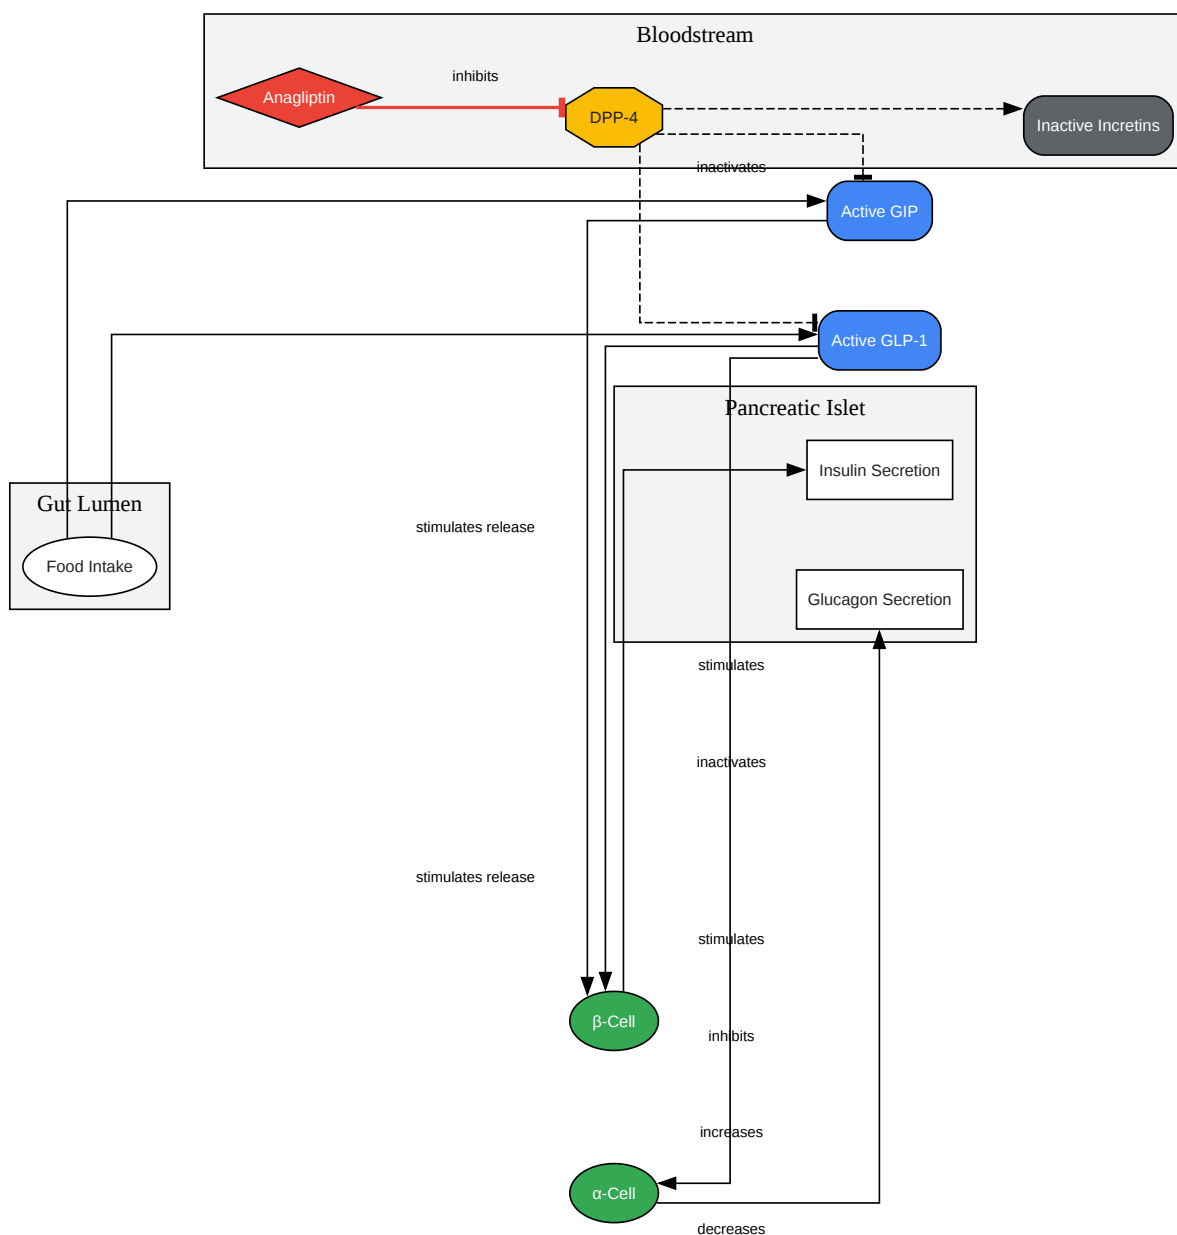 Bloodstream
inhibits
Anagliptin
DPP-4
Inactive Incretins
inactivates
Active GIP
Active GLP-1
Pancreatic Islet
Insulin Secretion
Gut Lumen
stimulates release
Food Intake
Glucagon Secretion
stimulates
inactivates
stimulates release
stimulates
β-Cell
inhibits
increases
α-Cell
decreases